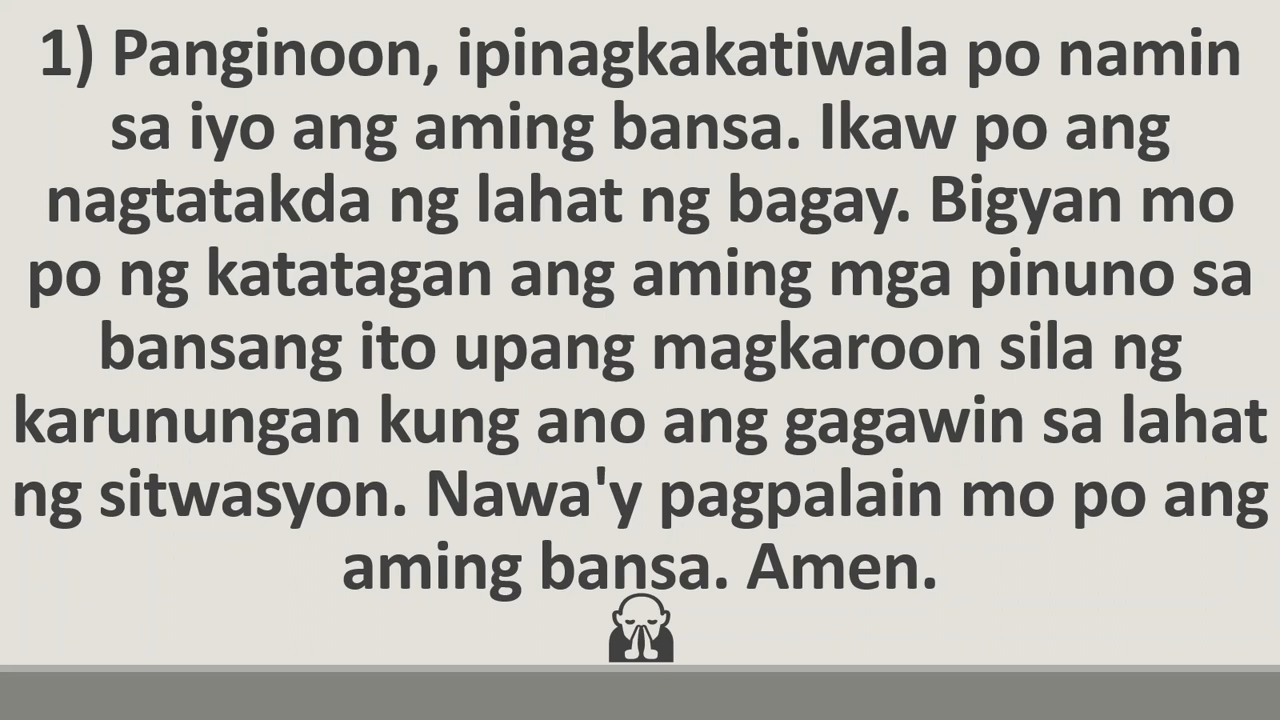 1) Panginoon, ipinagkakatiwala po namin
sa iyo ang aming bansa. Ikaw po ang
nagtatakda ng lahat ng bagay. Bigyan mo
po ng katatagan ang aming mga pinuno sa
bansang ito upang magkaroon sila ng
karunungan kung ano ang gagawin sa lahat
ng sitwasyon. Nawa'y pagpalain mo po ang
aming bansa. Amen.